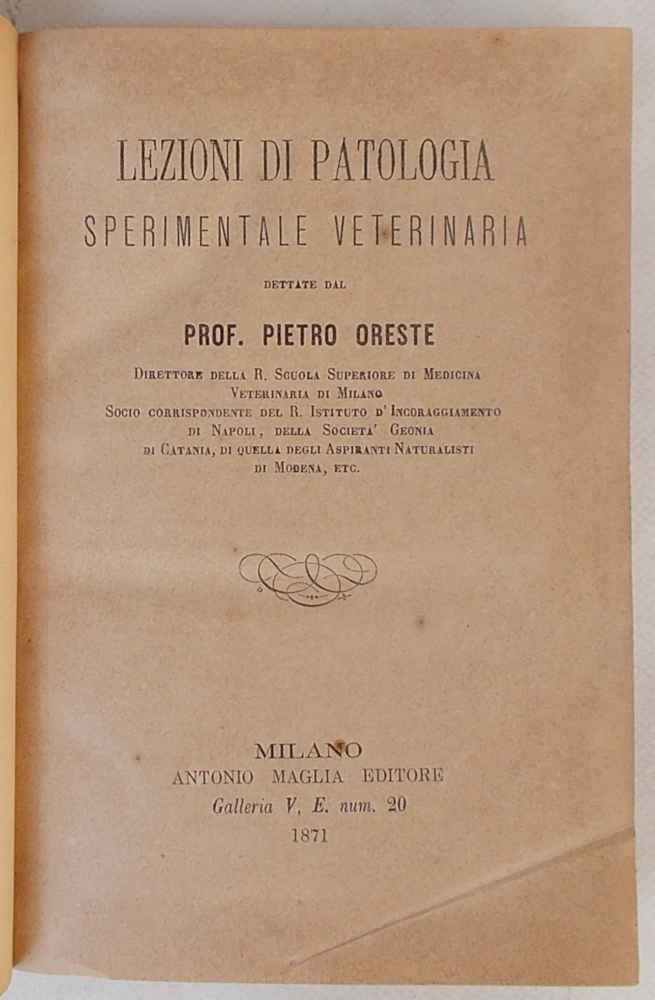 LEZIONI DI PATOLOGIA
SPERIMENTALE VETERINARIA
DETTATE DAL
PROF. PIETRO ORESTE
DIRETTORE DELLA R. SCUOLA SUPERIORE DI MEDICINA
VETERINARIA DI MILANO
SOCIO CORRISPONDENTE DEL R. ISTITUTO D'INCORAGGIAMENTO
DI NAPOLI, DELLA SOCIETA' GEONIA
DI CATANIA, DI QUELLA DEGLI ASPIRANTI NATURALISTI
DI MODENA, ETC.
MILANO
ANTONIO MAGLIA EDITORE
Galleria V, E. num. 20
1871